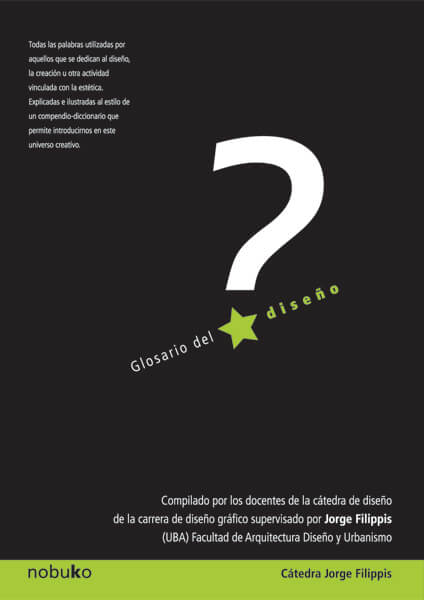 Todas las palabras utilizadas por
aquellos que se dedican al diseño,
la creación u otra actividad
vinculada con la estética.
Explicadas e ilustradas al estilo de
un compendio-diccionario que
permite introducirnos en este
universo creativo.
?
Glosario del diseño
Compilado por los docentes de la cátedra de diseño
de la carrera de diseño gráfico supervisado por Jorge Filippis
(UBA) Facultad de Arquitectura Diseño y Urbanismo
nobuko
Cátedra Jorge Filippis